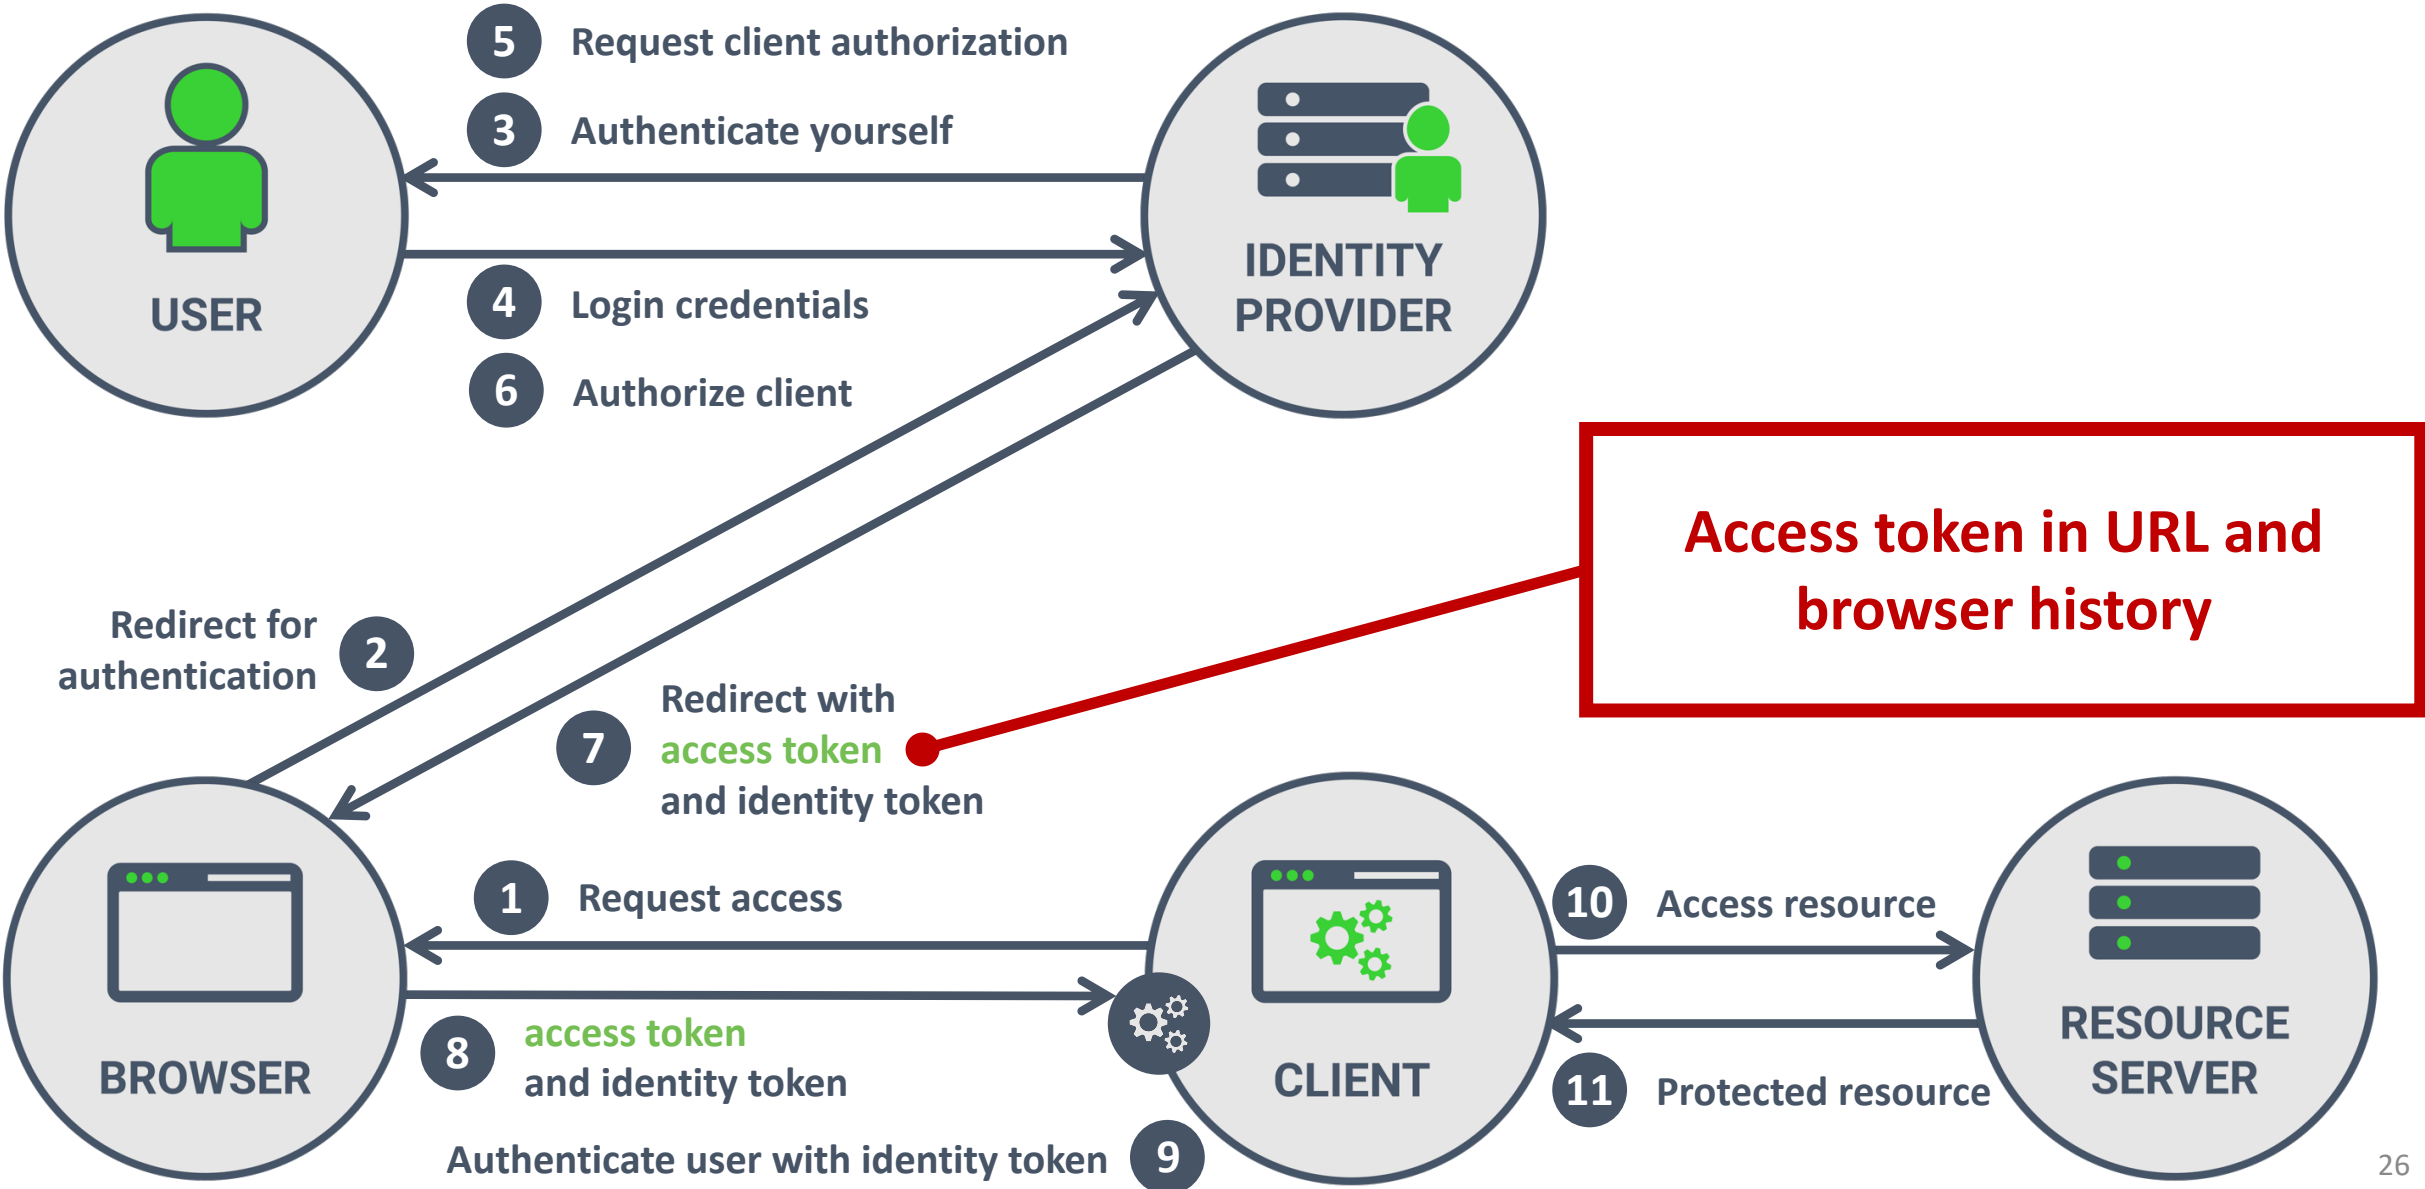 5 Request client authorization
3 Authenticate yourself
USER
IDENTITY
PROVIDER
4 Login credentials
6 Authorize client
Access token in URL and
browser history
Redirect for
authentication
2
7
Redirect with
access token
and identity token
1 Request access
10 Access resource
8
access token
and identity token
BROWSER
CLIENT
RESOURCE
SERVER
11 Protected resource
Authenticate user with identity token 9
26